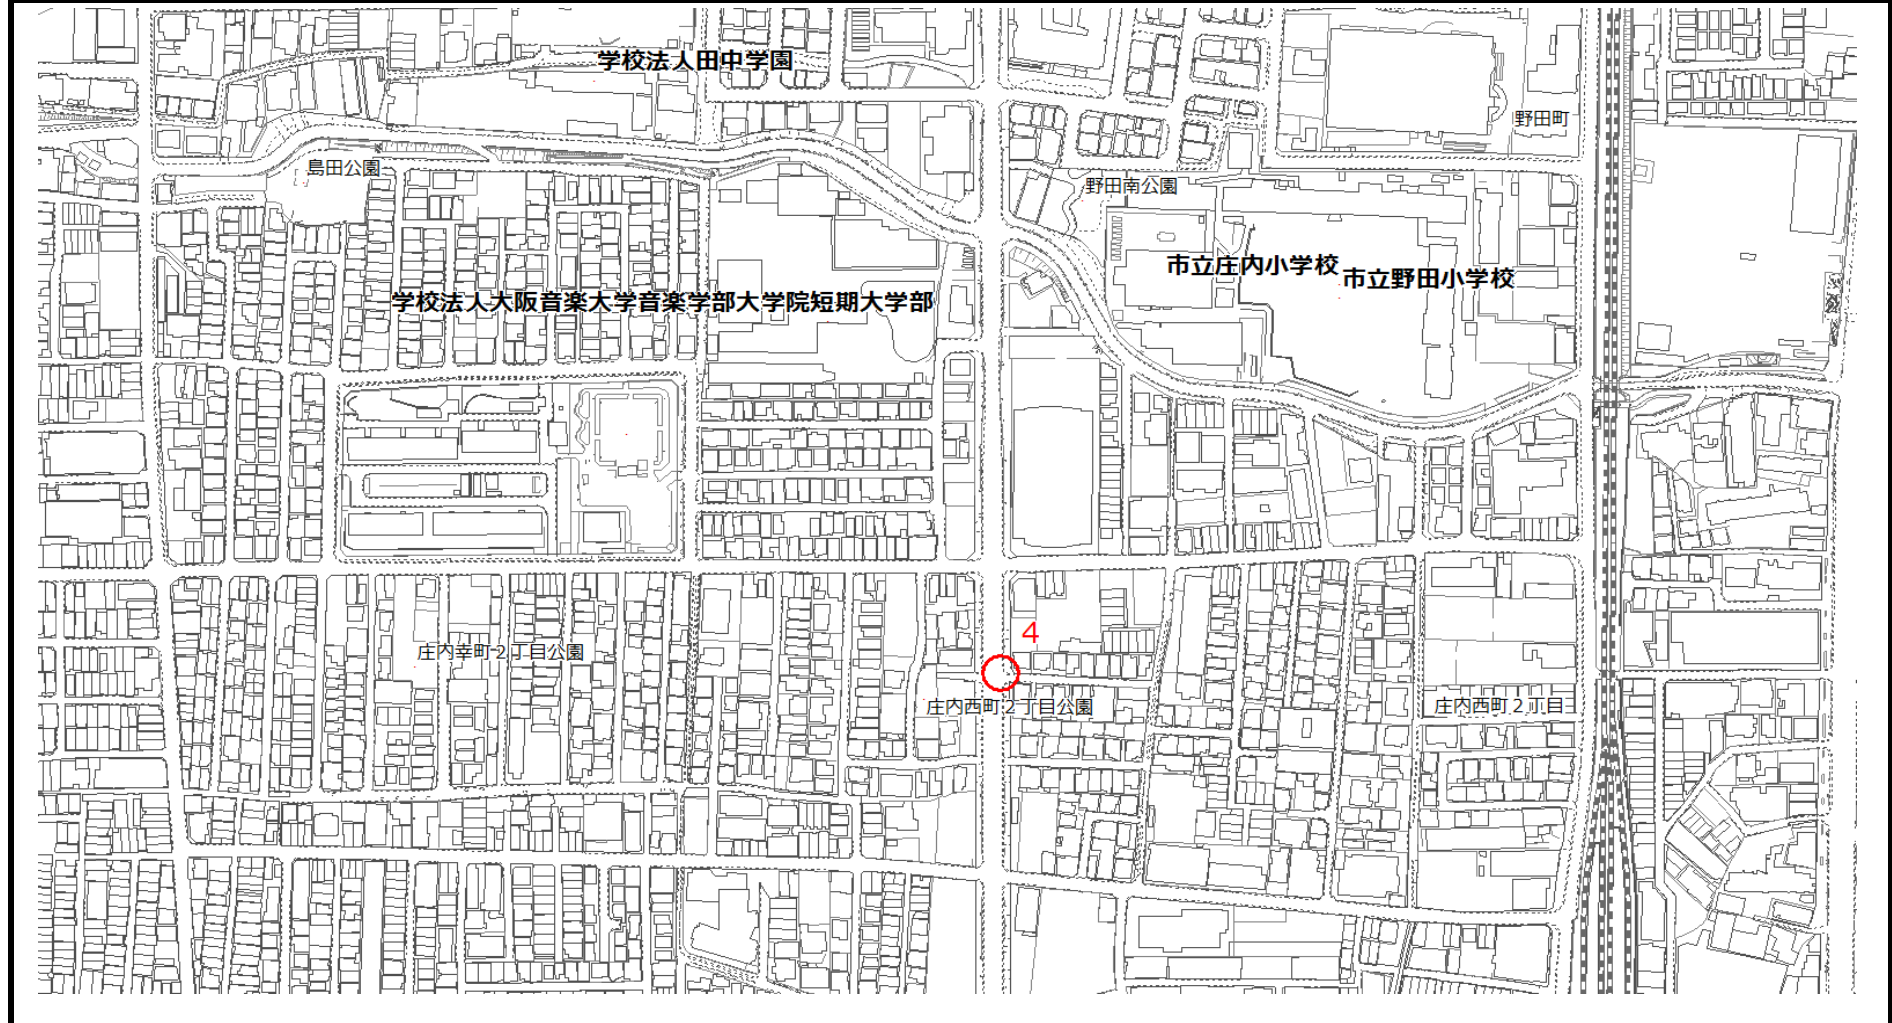 学校法人田中学園
野田町
島田公園
野田南公園
市立庄内小学校
市立野田小学校
学校法人大阪音楽大学音楽学部大学院短期大学部
4
庄内幸町2丁目公園
庄内西町2丁目公園
庄内西町2丁目